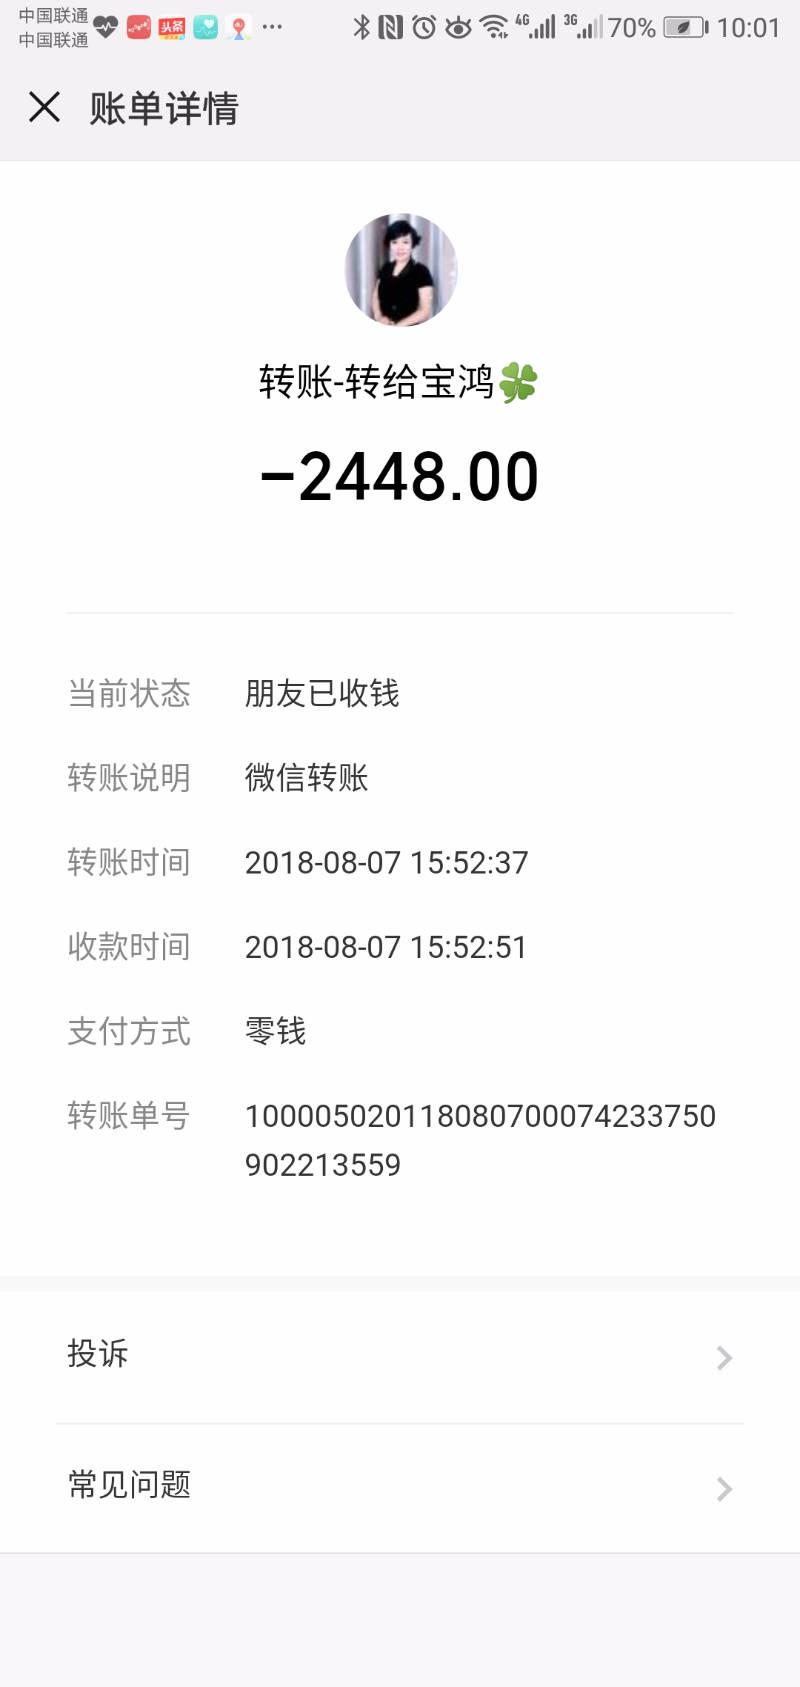 中国联通
中国联通
头条
4G
3G
70%
10:01
账单详情
转账-转给宝鸿🍀
-2448.00
当前状态 朋友已收钱
转账说明 微信转账
转账时间 2018-08-07 15:52:37
收款时间 2018-08-07 15:52:51
支付方式 零钱
转账单号 100005020118080700074233750
902213559
投诉
常见问题